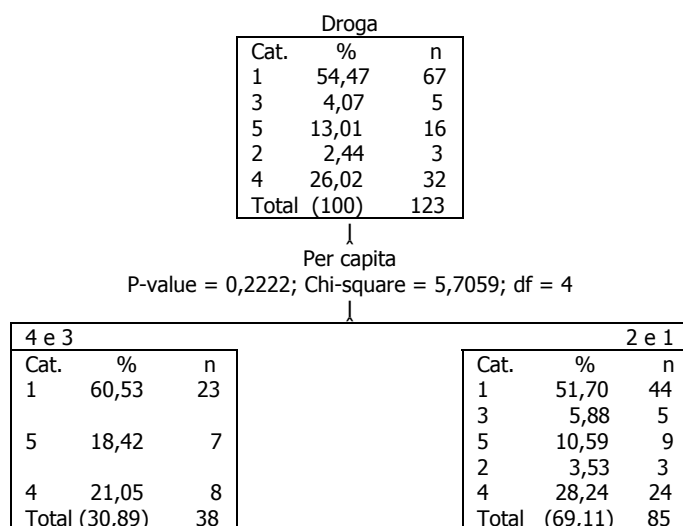 Droga
Cat. % n
1 54,47 67
3 4,07 5
5 13,01 16
2 2,44 3
4 26,02 32
Total (100) 123
Per capita
P-value = 0,2222; Chi-square = 5,7059; df = 4
4 e 3
Cat. % n
1 60,53 23
5 18,42 7
4 21,05 8
Total (30,89) 38
2 e 1
Cat. % n
1 51,70 44
3 5,88 5
5 10,59 9
2 3,53 3
4 28,24 24
Total (69,11) 85